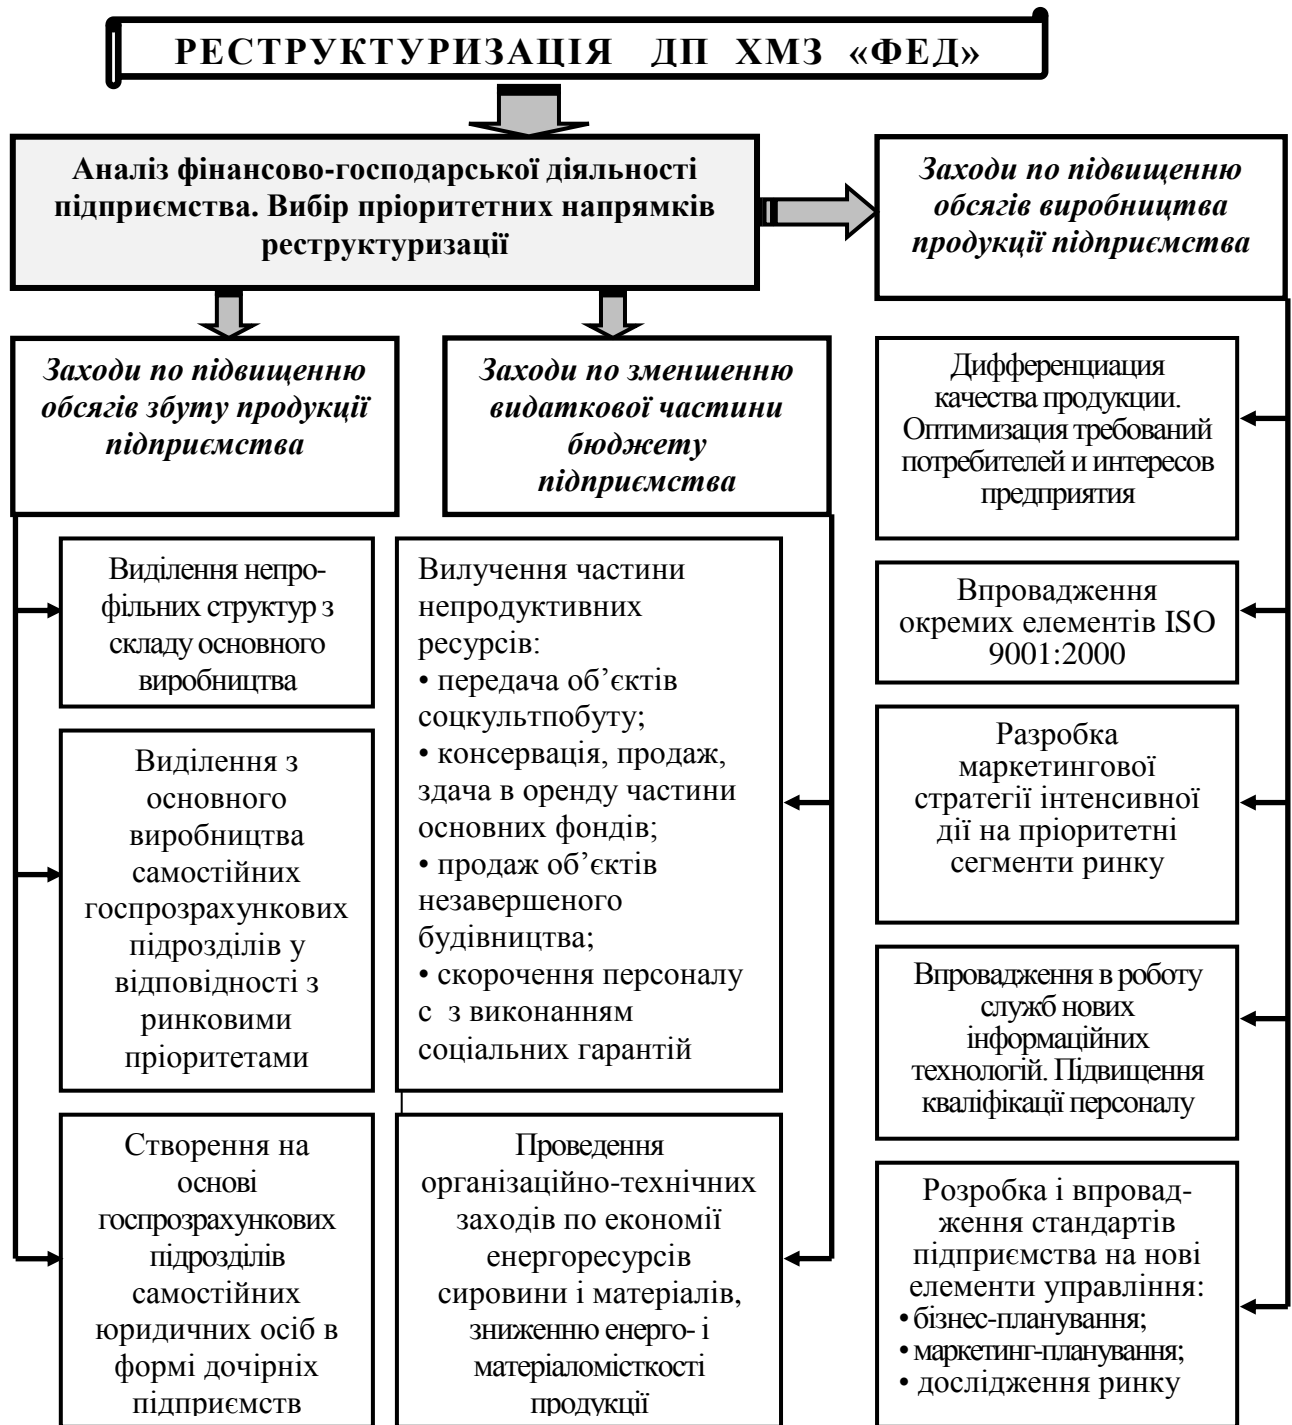 РЕСТРУКТУРИЗАЦІЯ ДП ХМЗ «ФЕД»
Аналіз фінансово-господарської діяльності
підприємства. Вибір пріоритетних напрямків
реструктуризації
Заходи по підвищенню
обсягів виробництва
продукції підприємства
Заходи по підвищенню
обсягів збуту продукції
підприємства
Заходи по зменшенню
видаткової частини
бюджету
підприємства
Виділення непро-
фільних структур з
складу основного
виробництва
Виділення з
основного
виробництва
самостійних
госпрозрахункових
підрозділів у
відповідності з
ринковими
пріоритетами
Створення на
основі
госпрозрахункових
підрозділів
самостійних
юридичних осіб в
формі дочірніх
підприємств
Вилучення частини
непродуктивних
ресурсів:
• передача об’єктів
соцкультпобуту;
• консервація, продаж,
здача в оренду частини
основних фондів;
• продаж об’єктів
незавершеного
будівництва;
• скорочення персоналу
с з виконанням
соціальних гарантій
Проведення
організаційно-технічних
заходів по економії
енергоресурсів
сировини і матеріалів,
зниженню енерго- і
матеріаломісткості
продукції
Дифференциация
качества продукции.
Оптимизация требований
потребителей и интересов
предприятия
Впровадження
окремих елементів ISO
9001:2000
Разробка
маркетингової
стратегії інтенсивної
дії на пріоритетні
сегменти ринку
Впровадження в роботу
служб нових
інформаційних
технологій. Підвищення
кваліфікації персоналу
Розробка і впровад-
ження стандартів
підприємства на нові
елементи управління:
• бізнес-планування;
• маркетинг-планування;
• дослідження ринку